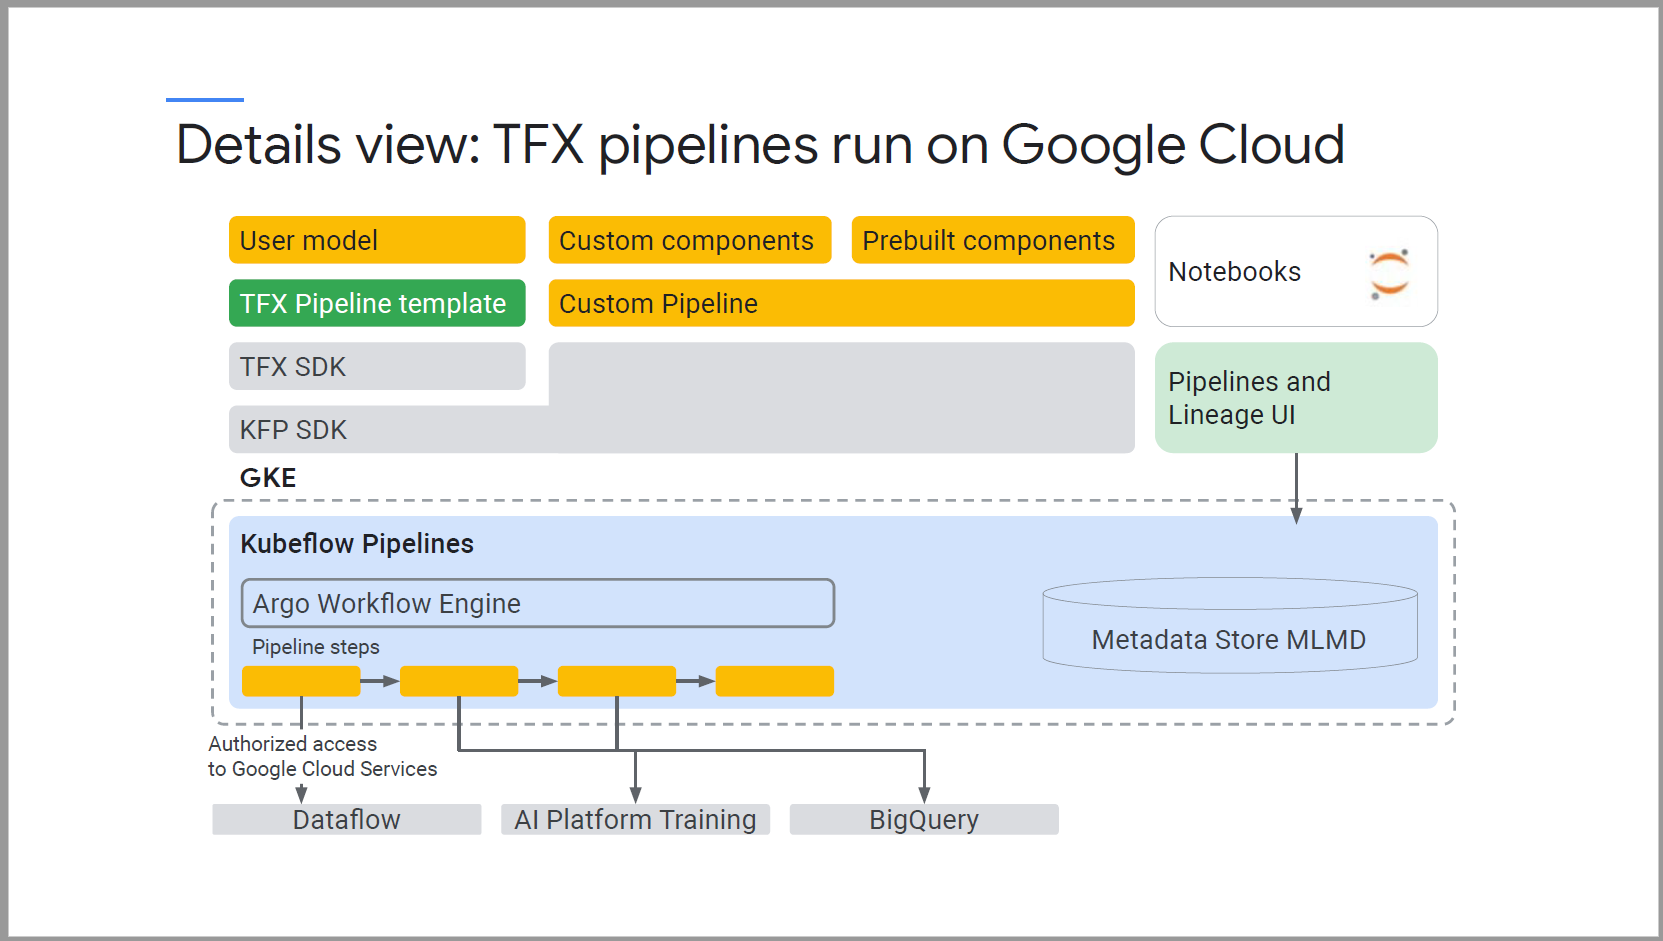 Details view: TFX pipelines run on Google Cloud
User model
Custom components
Prebuilt components
Notebooks
TFX Pipeline template
Custom Pipeline
TFX SDK
Pipelines and
Lineage UI
KFP SDK
GKE
Kubeflow Pipelines
Argo Workflow Engine
Metadata Store MLMD
Pipeline steps
Authorized access
to Google Cloud Services
Dataflow
AI Platform Training
BigQuery